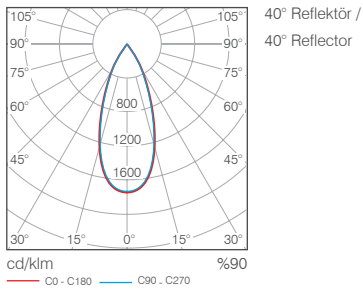 105° 105° 40° Reflektör /
90° 90° 40° Reflector
75° 75°
800
60° 60°
1200
45° 45°
1600
30° 15° 0° 15° 30°
cd/klm %90
C0 - C180 C90 - C270